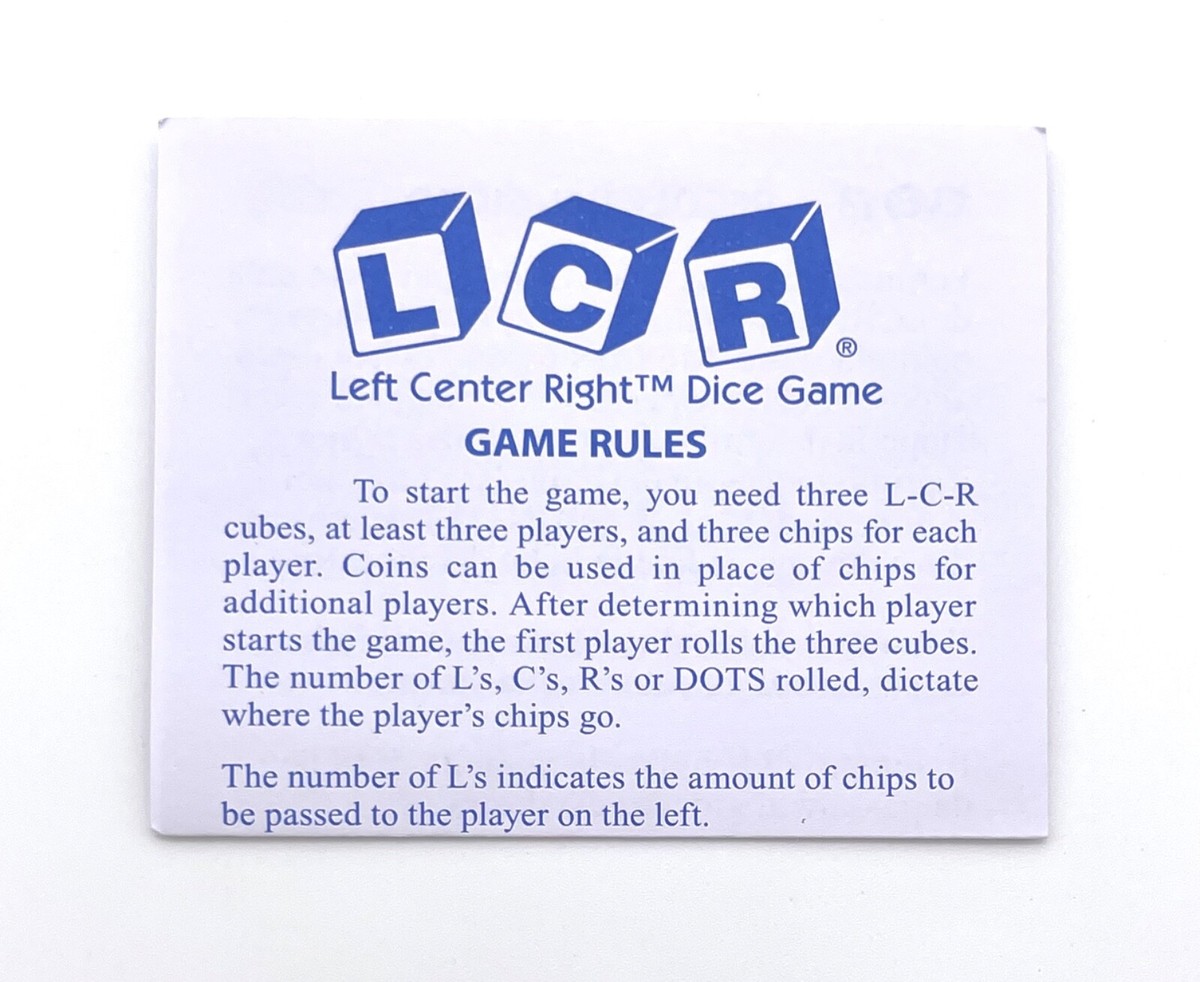 L C R ®
Left Center Right™ Dice Game
GAME RULES
To start the game, you need three L-C-R
cubes, at least three players, and three chips for each
player. Coins can be used in place of chips for
additional players. After determining which player
starts the game, the first player rolls the three cubes.
The number of L’s, C’s, R’s or DOTS rolled, dictate
where the player’s chips go.
The number of L’s indicates the amount of chips to
be passed to the player on the left.